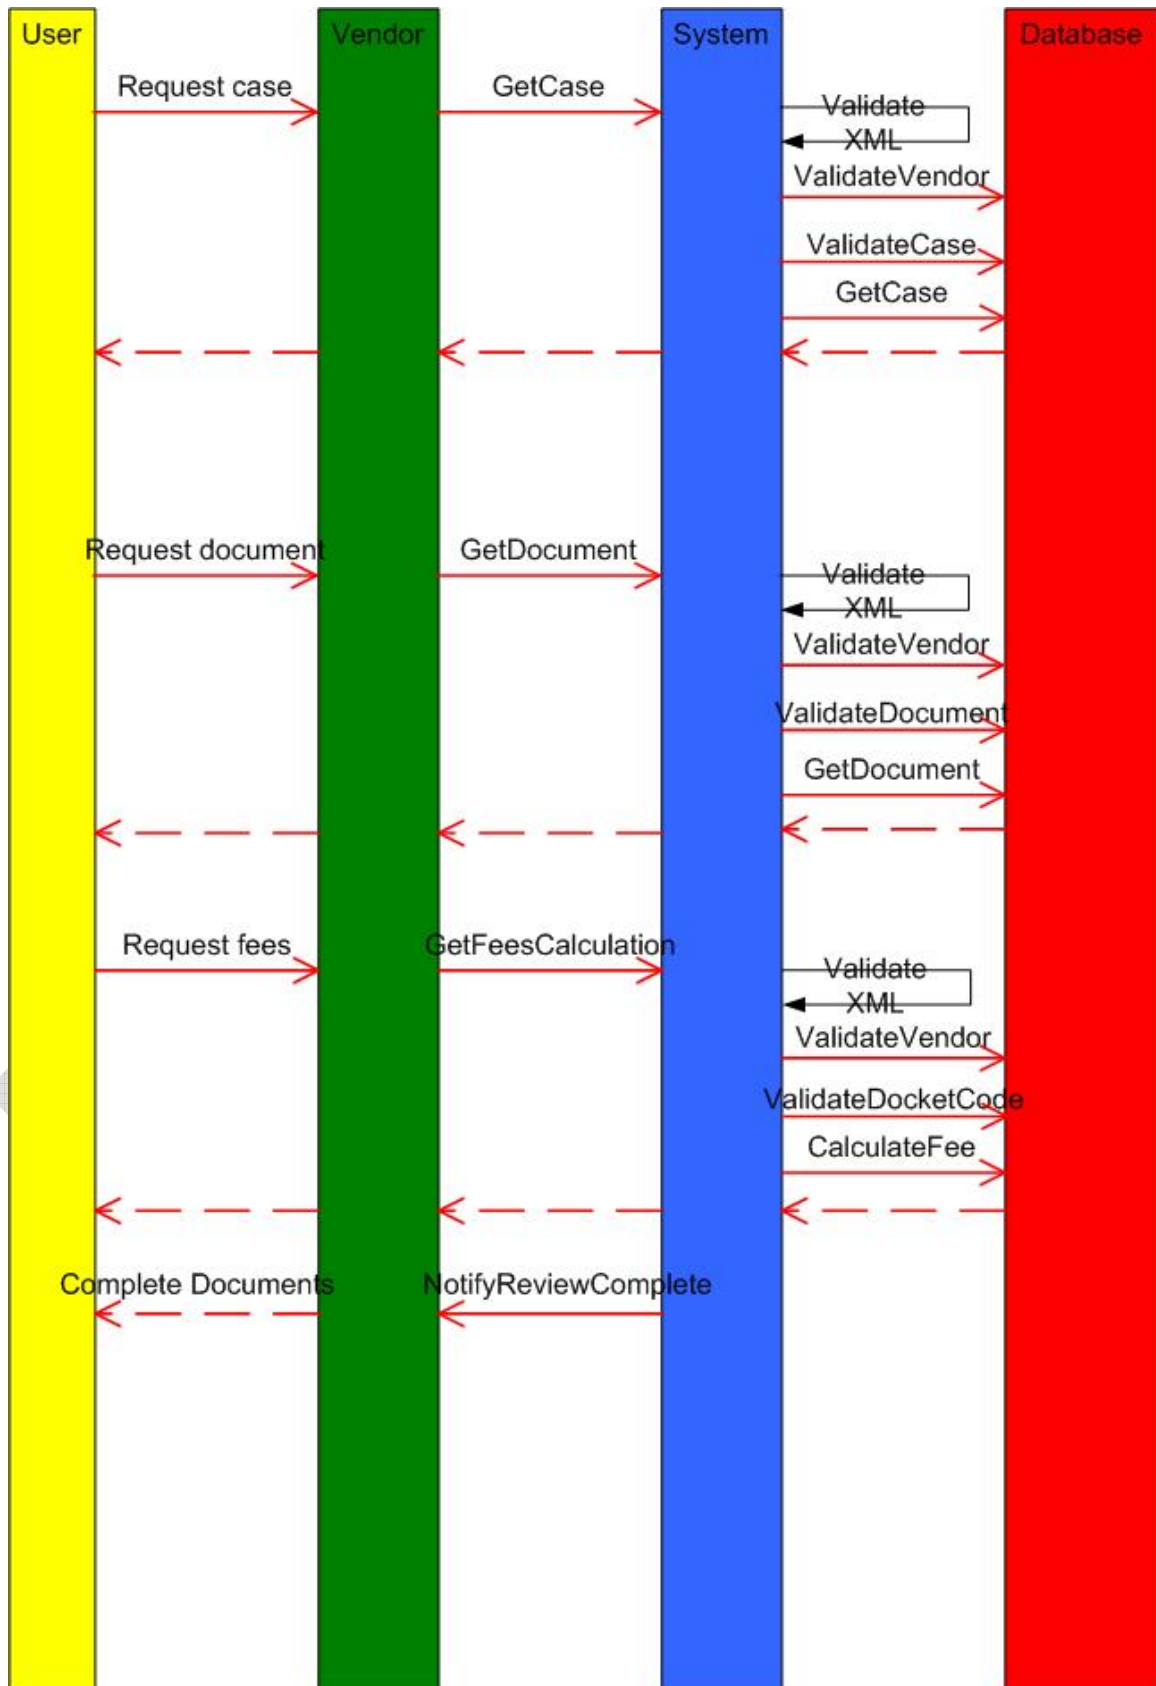 User
Vendor
System
Database
Request case
GetCase
Validate
XML
ValidateVendor
ValidateCase
GetCase
Request document
GetDocument
Validate
XML
ValidateVendor
ValidateDocument
GetDocument
Request fees
GetFeesCalculation
Validate
XML
ValidateVendor
ValidateDocketCode
CalculateFee
Complete Documents
NotifyReviewComplete